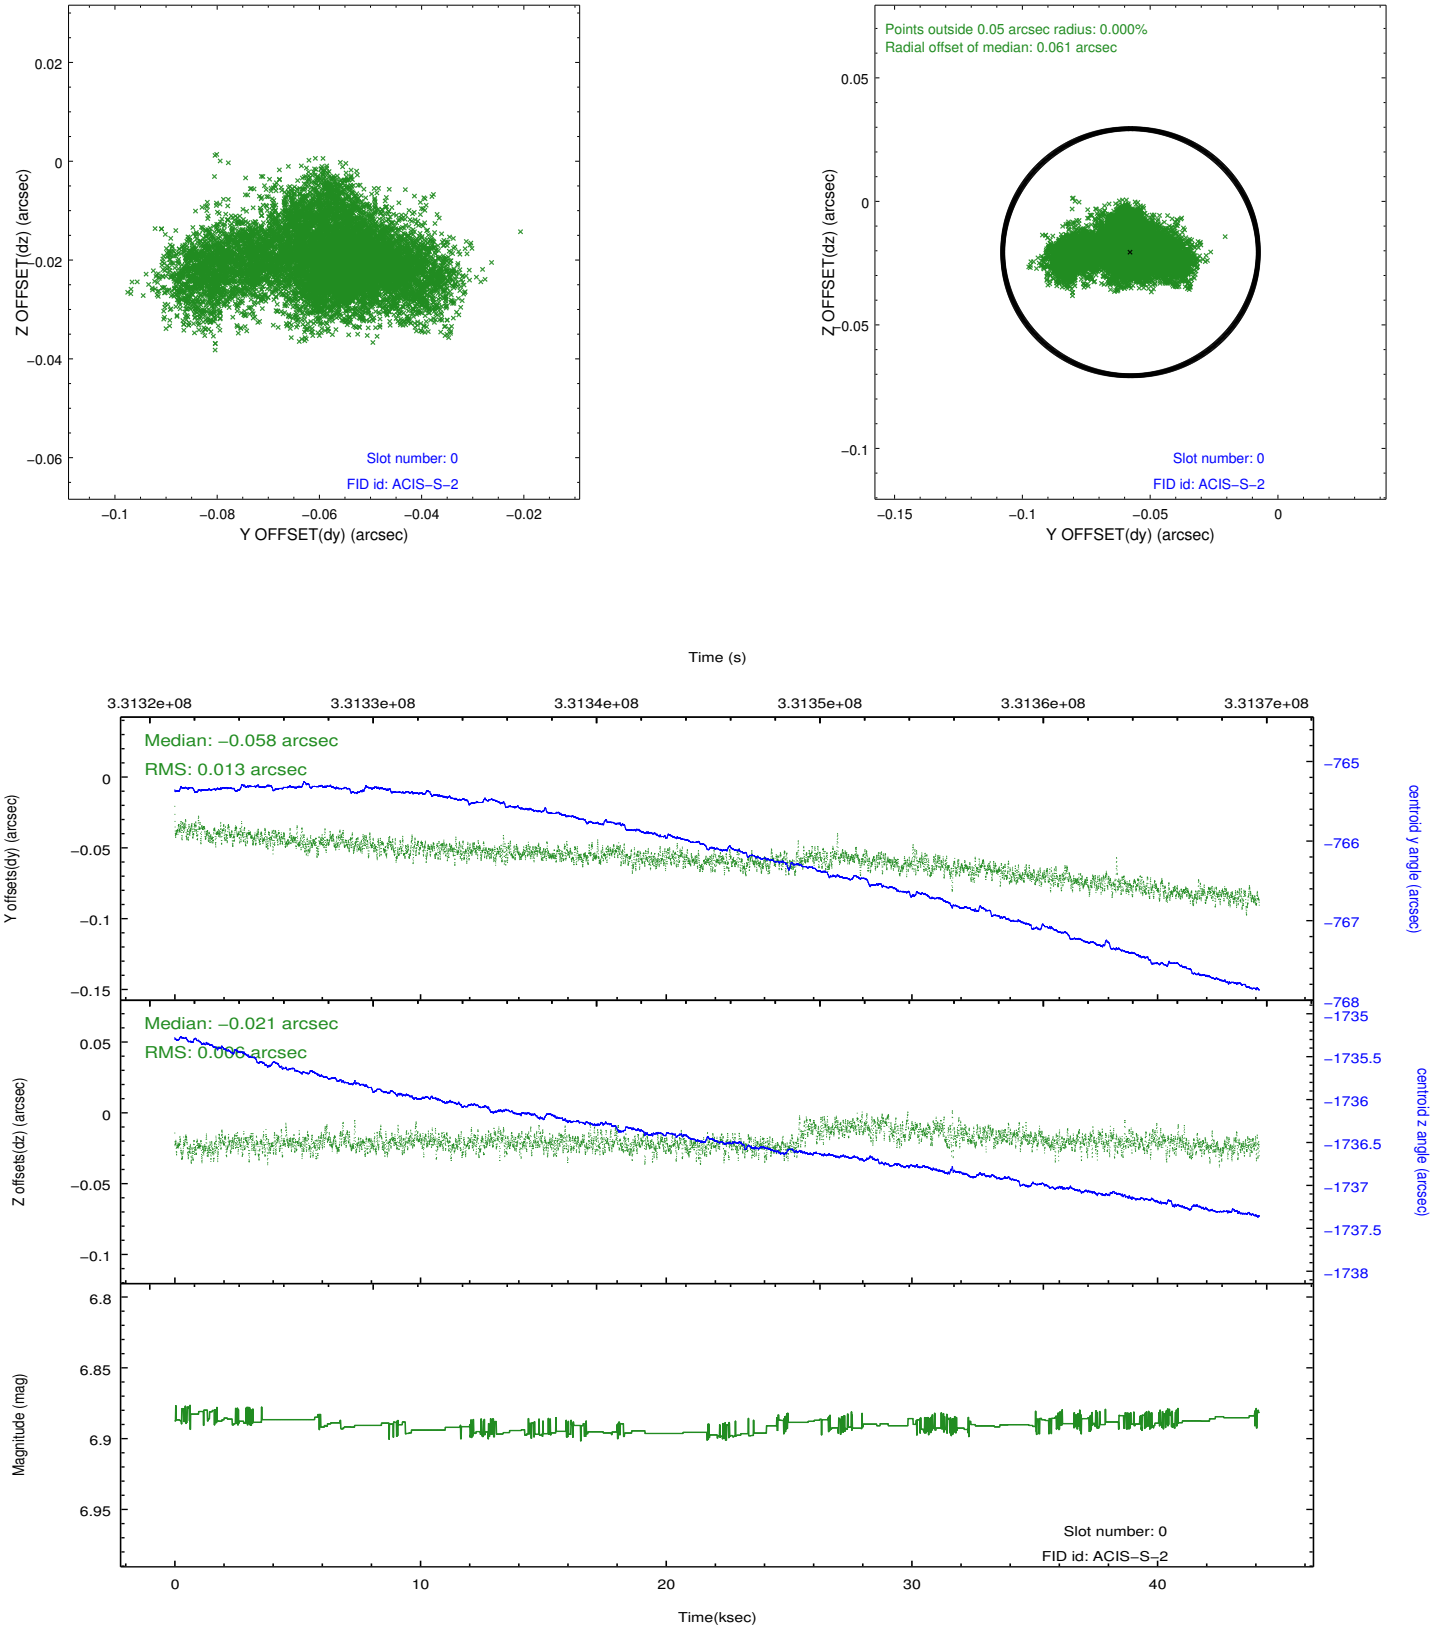 0.02
0
−0.02
−0.04
−0.06
−0.1
−0.08
−0.06
−0.04
−0.02
Z OFFSET(dz) (arcsec)
Y OFFSET(dy) (arcsec)
Slot number: 0
FID id: ACIS−S−2
Points outside 0.05 arcsec radius: 0.000%
Radial offset of median: 0.061 arcsec
0.05
0
−0.05
−0.1
−0.15
−0.1
−0.05
0
Z OFFSET(dz) (arcsec)
Y OFFSET(dy) (arcsec)
Slot number: 0
FID id: ACIS−S−2
Time (s)
3.3132e+08
3.3133e+08
3.3134e+08
3.3135e+08
3.3136e+08
3.3137e+08
Median: −0.058 arcsec
RMS: 0.013 arcsec
0
−0.05
−0.1
−0.15
Y offsets(dy) (arcsec)
−765
−766
−767
−768
centroid y angle (arcsec)
Median: −0.021 arcsec
RMS: 0.006 arcsec
0.05
0
−0.05
−0.1
Z offsets(dz) (arcsec)
−1735
−1735.5
−1736
−1736.5
−1737
−1737.5
−1738
centroid z angle (arcsec)
6.8
6.85
6.9
6.95
Magnitude (mag)
Slot number: 0
FID id: ACIS−S−2
0
10
20
30
40
Time(ksec)